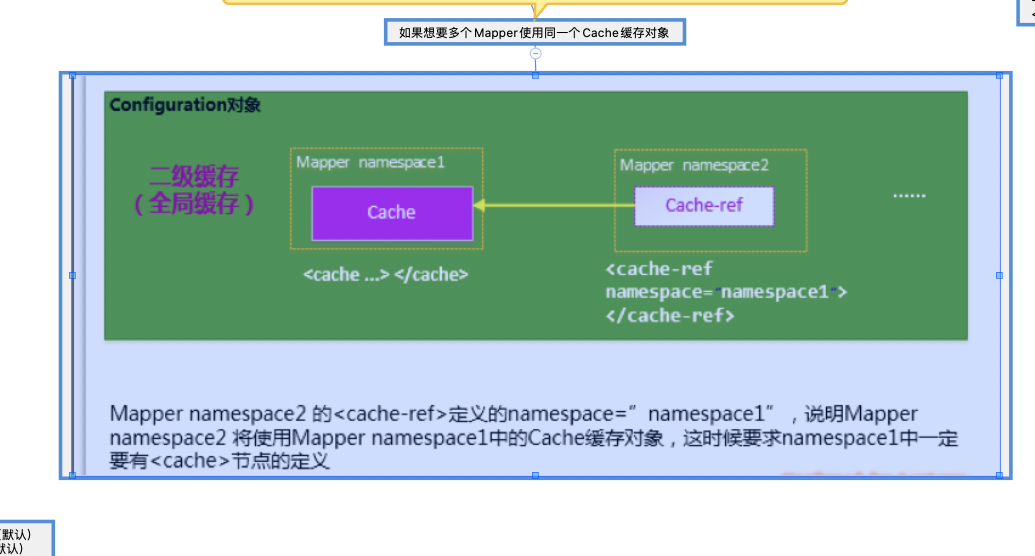 如果想要多个Mapper使用同一个Cache缓存对象
Configuration对象
二级缓存
（全局缓存）
Mapper namespace1
Cache
<cache ...> </cache>
Mapper namespace2
Cache-ref
<cache-ref
namespace=“namespace1”>
</cache-ref>
......
Mapper namespace2 的<cache-ref>定义的namespace=”namespace1”，说明Mapper
namespace2 将使用Mapper namespace1中的Cache缓存对象，这时候要求namespace1中一定
要有<cache>节点的定义
(默认)
默认)